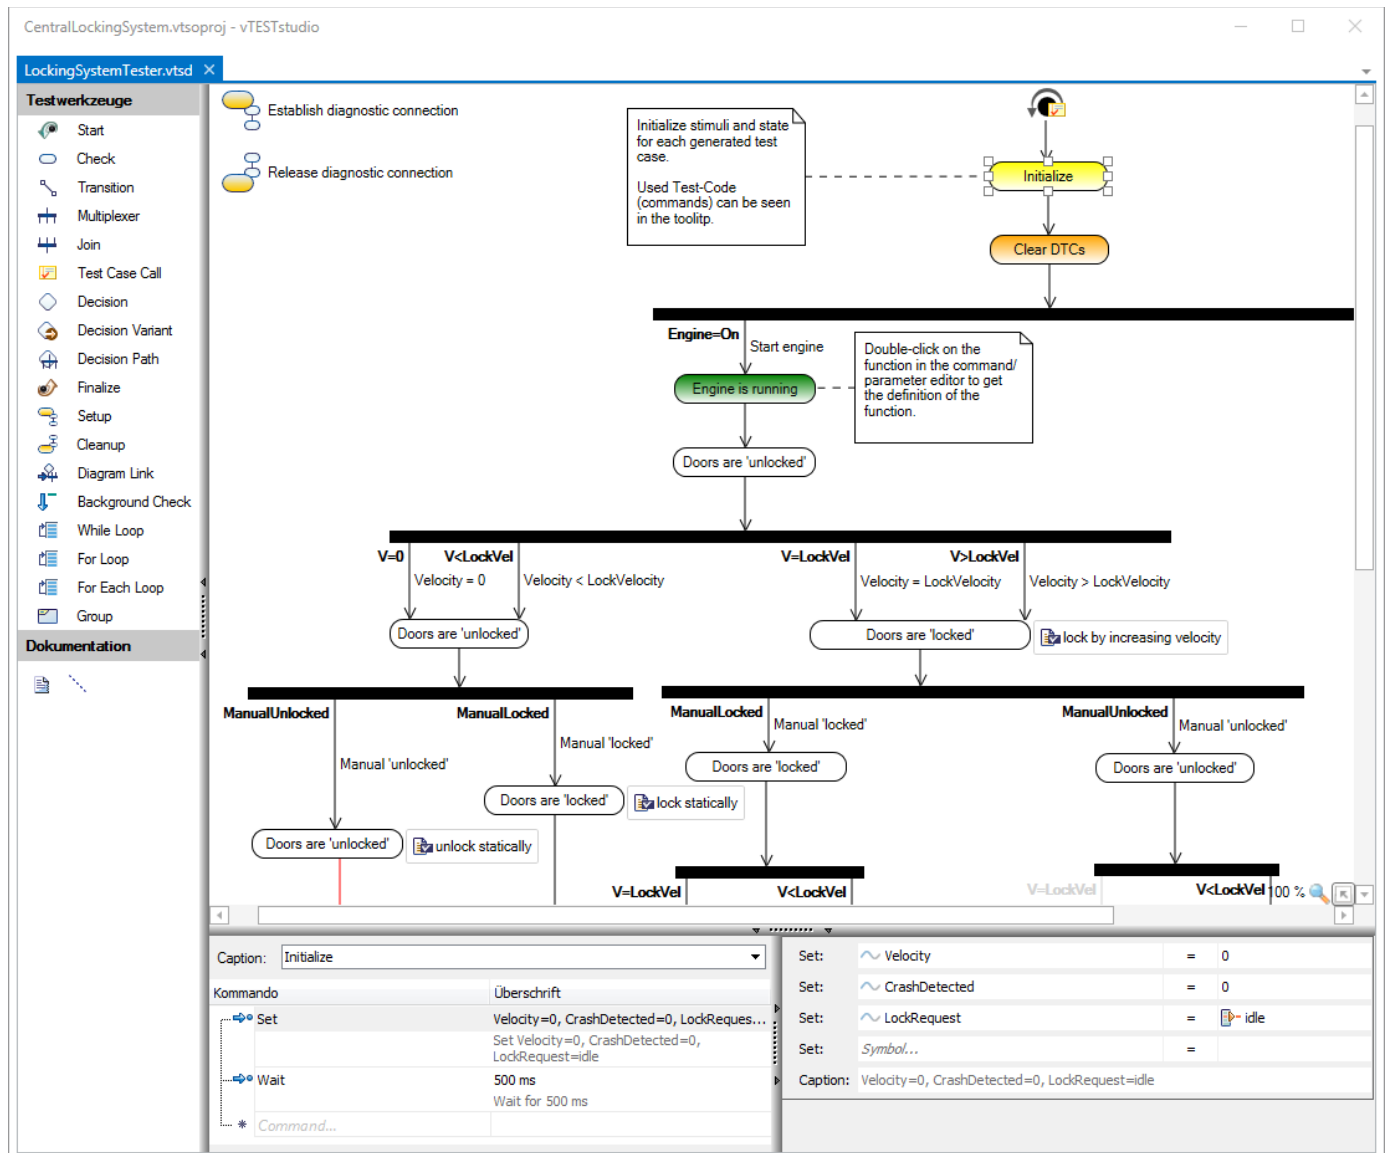 CentralLockingSystem.vtsoproj - vTESTstudio
LockingSystemTester.vtsd
Testwerkzeuge
Start
Check
Transition
Multiplexer
Join
Test Case Call
Decision
Decision Variant
Decision Path
Finalize
Setup
Cleanup
Diagram Link
Background Check
While Loop
For Loop
For Each Loop
Group
Dokumentation
Establish diagnostic connection
Release diagnostic connection
Initialize stimuli and state
for each generated test
case.
Used Test-Code
(commands) can be seen
in the toolitp.
Initialize
Clear DTCs
Engine=On
Start engine
Engine is running
Double-click on the
function in the command/
parameter editor to get
the definition of the
function.
Doors are 'unlocked'
V=0
V<LockVel
V=LockVel
V>LockVel
Velocity = 0
Velocity < LockVelocity
Velocity = LockVelocity
Velocity > LockVelocity
Doors are 'unlocked'
Doors are 'locked'
lock by increasing velocity
ManualUnlocked
ManualLocked
ManualLocked
ManualUnlocked
Manual 'unlocked'
Manual 'locked'
Manual 'locked'
Manual 'unlocked'
Doors are 'locked'
Doors are 'unlocked'
Doors are 'locked'
lock statically
Doors are 'unlocked'
unlock statically
V=LockVel
V<LockVel
V=LockVel
V<LockVel
100 %
Caption:
Initialize
Kommando
Überschrift
Set
Velocity=0, CrashDetected=0, LockReques...
Set Velocity=0, CrashDetected=0,
LockRequest=idle
Wait
500 ms
Wait for 500 ms
Command...
Set: Velocity = 0
Set: CrashDetected = 0
Set: LockRequest = idle
Set: Symbol... =
Caption: Velocity=0, CrashDetected=0, LockRequest=idle